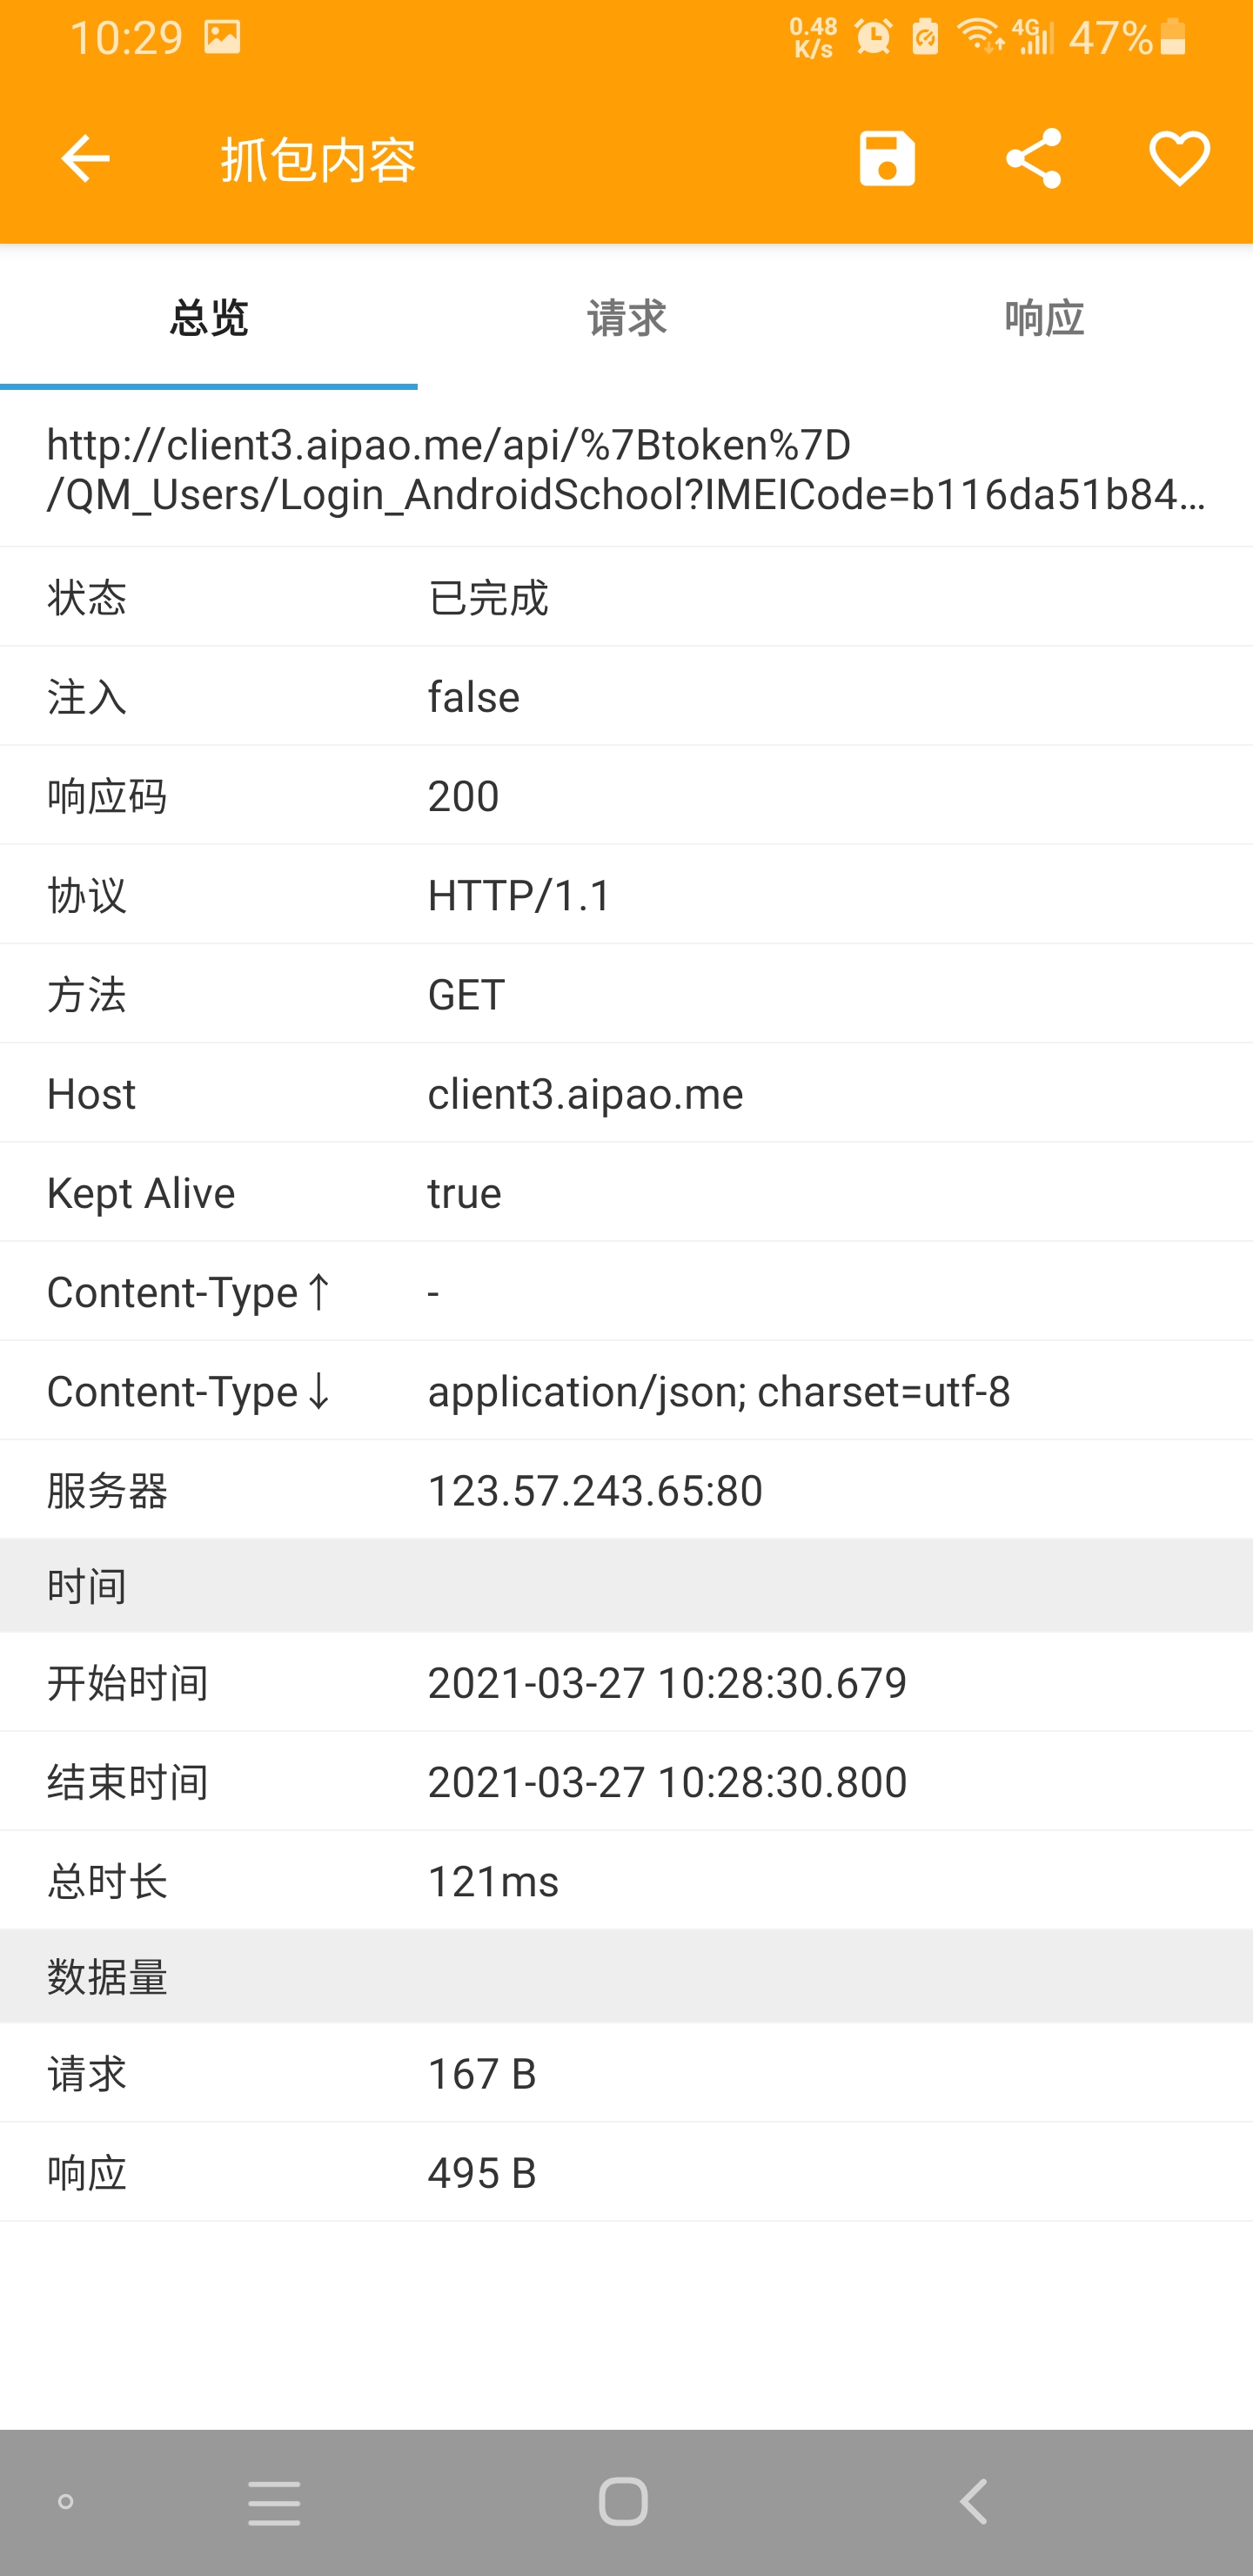 10:29
0.48 K/s 4G 47%
抓包内容
总览 请求 响应
http://client3.aipao.me/api/%7Btoken%7D
/QM_Users/Login_AndroidSchool?IMEICode=b116da51b84...
状态 已完成
注入 false
响应码 200
协议 HTTP/1.1
方法 GET
Host client3.aipao.me
Kept Alive true
Content-Type↑ -
Content-Type↓ application/json; charset=utf-8
服务器 123.57.243.65:80
时间
开始时间 2021-03-27 10:28:30.679
结束时间 2021-03-27 10:28:30.800
总时长 121ms
数据量
请求 167 B
响应 495 B